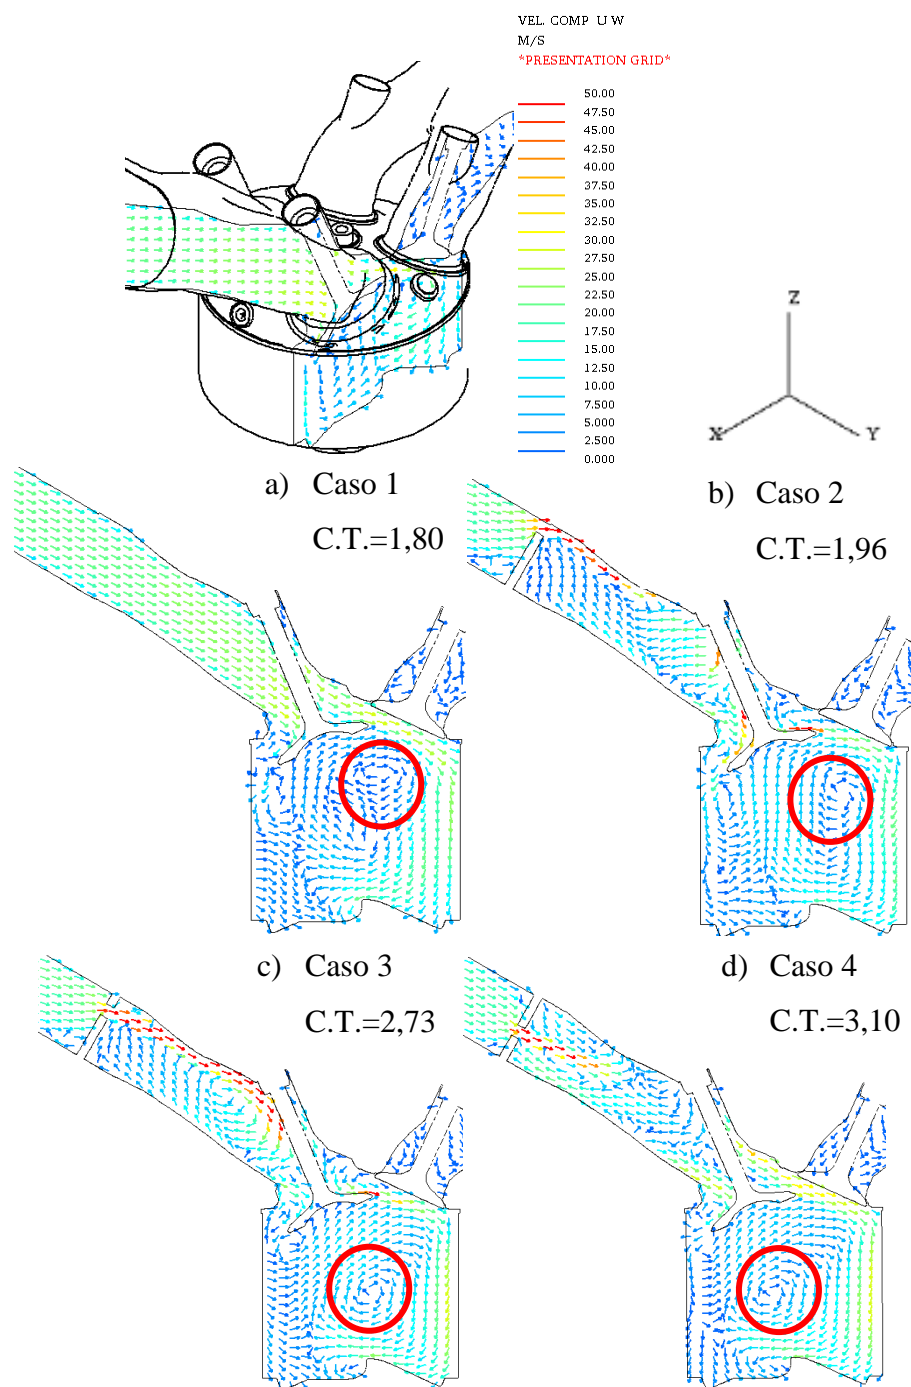 VEL. COMP U W
M/S
*PRESENTATION GRID*
50.00
47.50
45.00
42.50
40.00
37.50
35.00
32.50
30.00
27.50
25.00
22.50
20.00
17.50
15.00
12.50
10.00
7.500
5.000
2.500
0.000
Z
X
Y
a) Caso 1
C.T.=1,80
b) Caso 2
C.T.=1,96
c) Caso 3
C.T.=2,73
d) Caso 4
C.T.=3,10